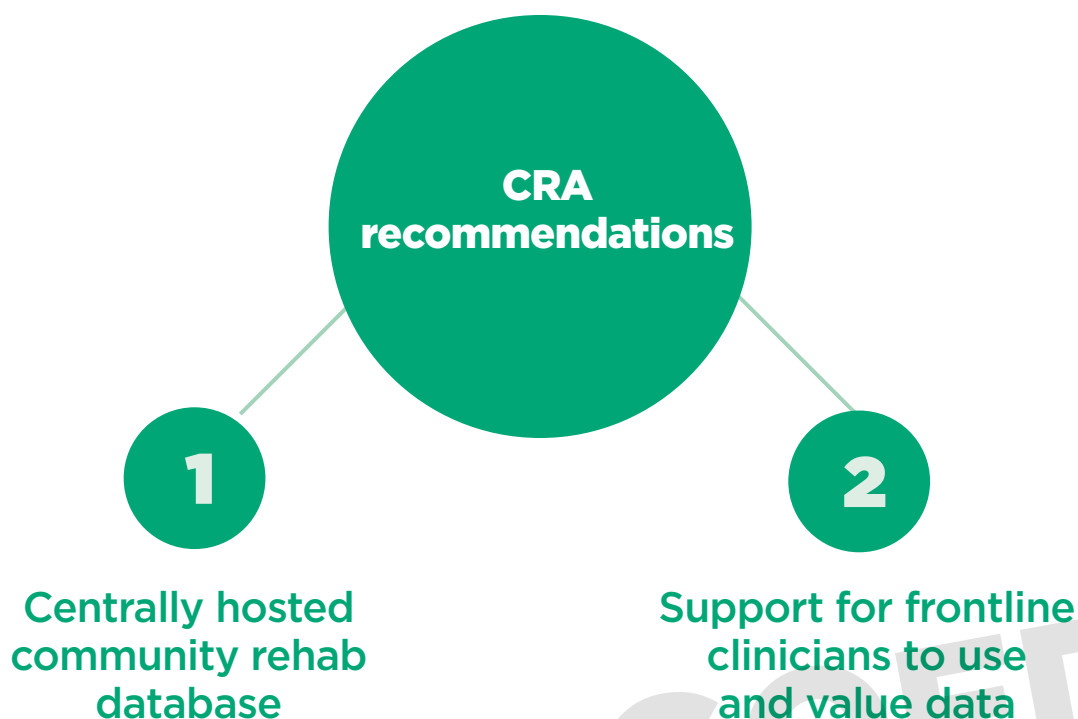 CRA
recommendations
1
2
Centrally hosted
community rehab
database
Support for frontline
clinicians to use
and value data